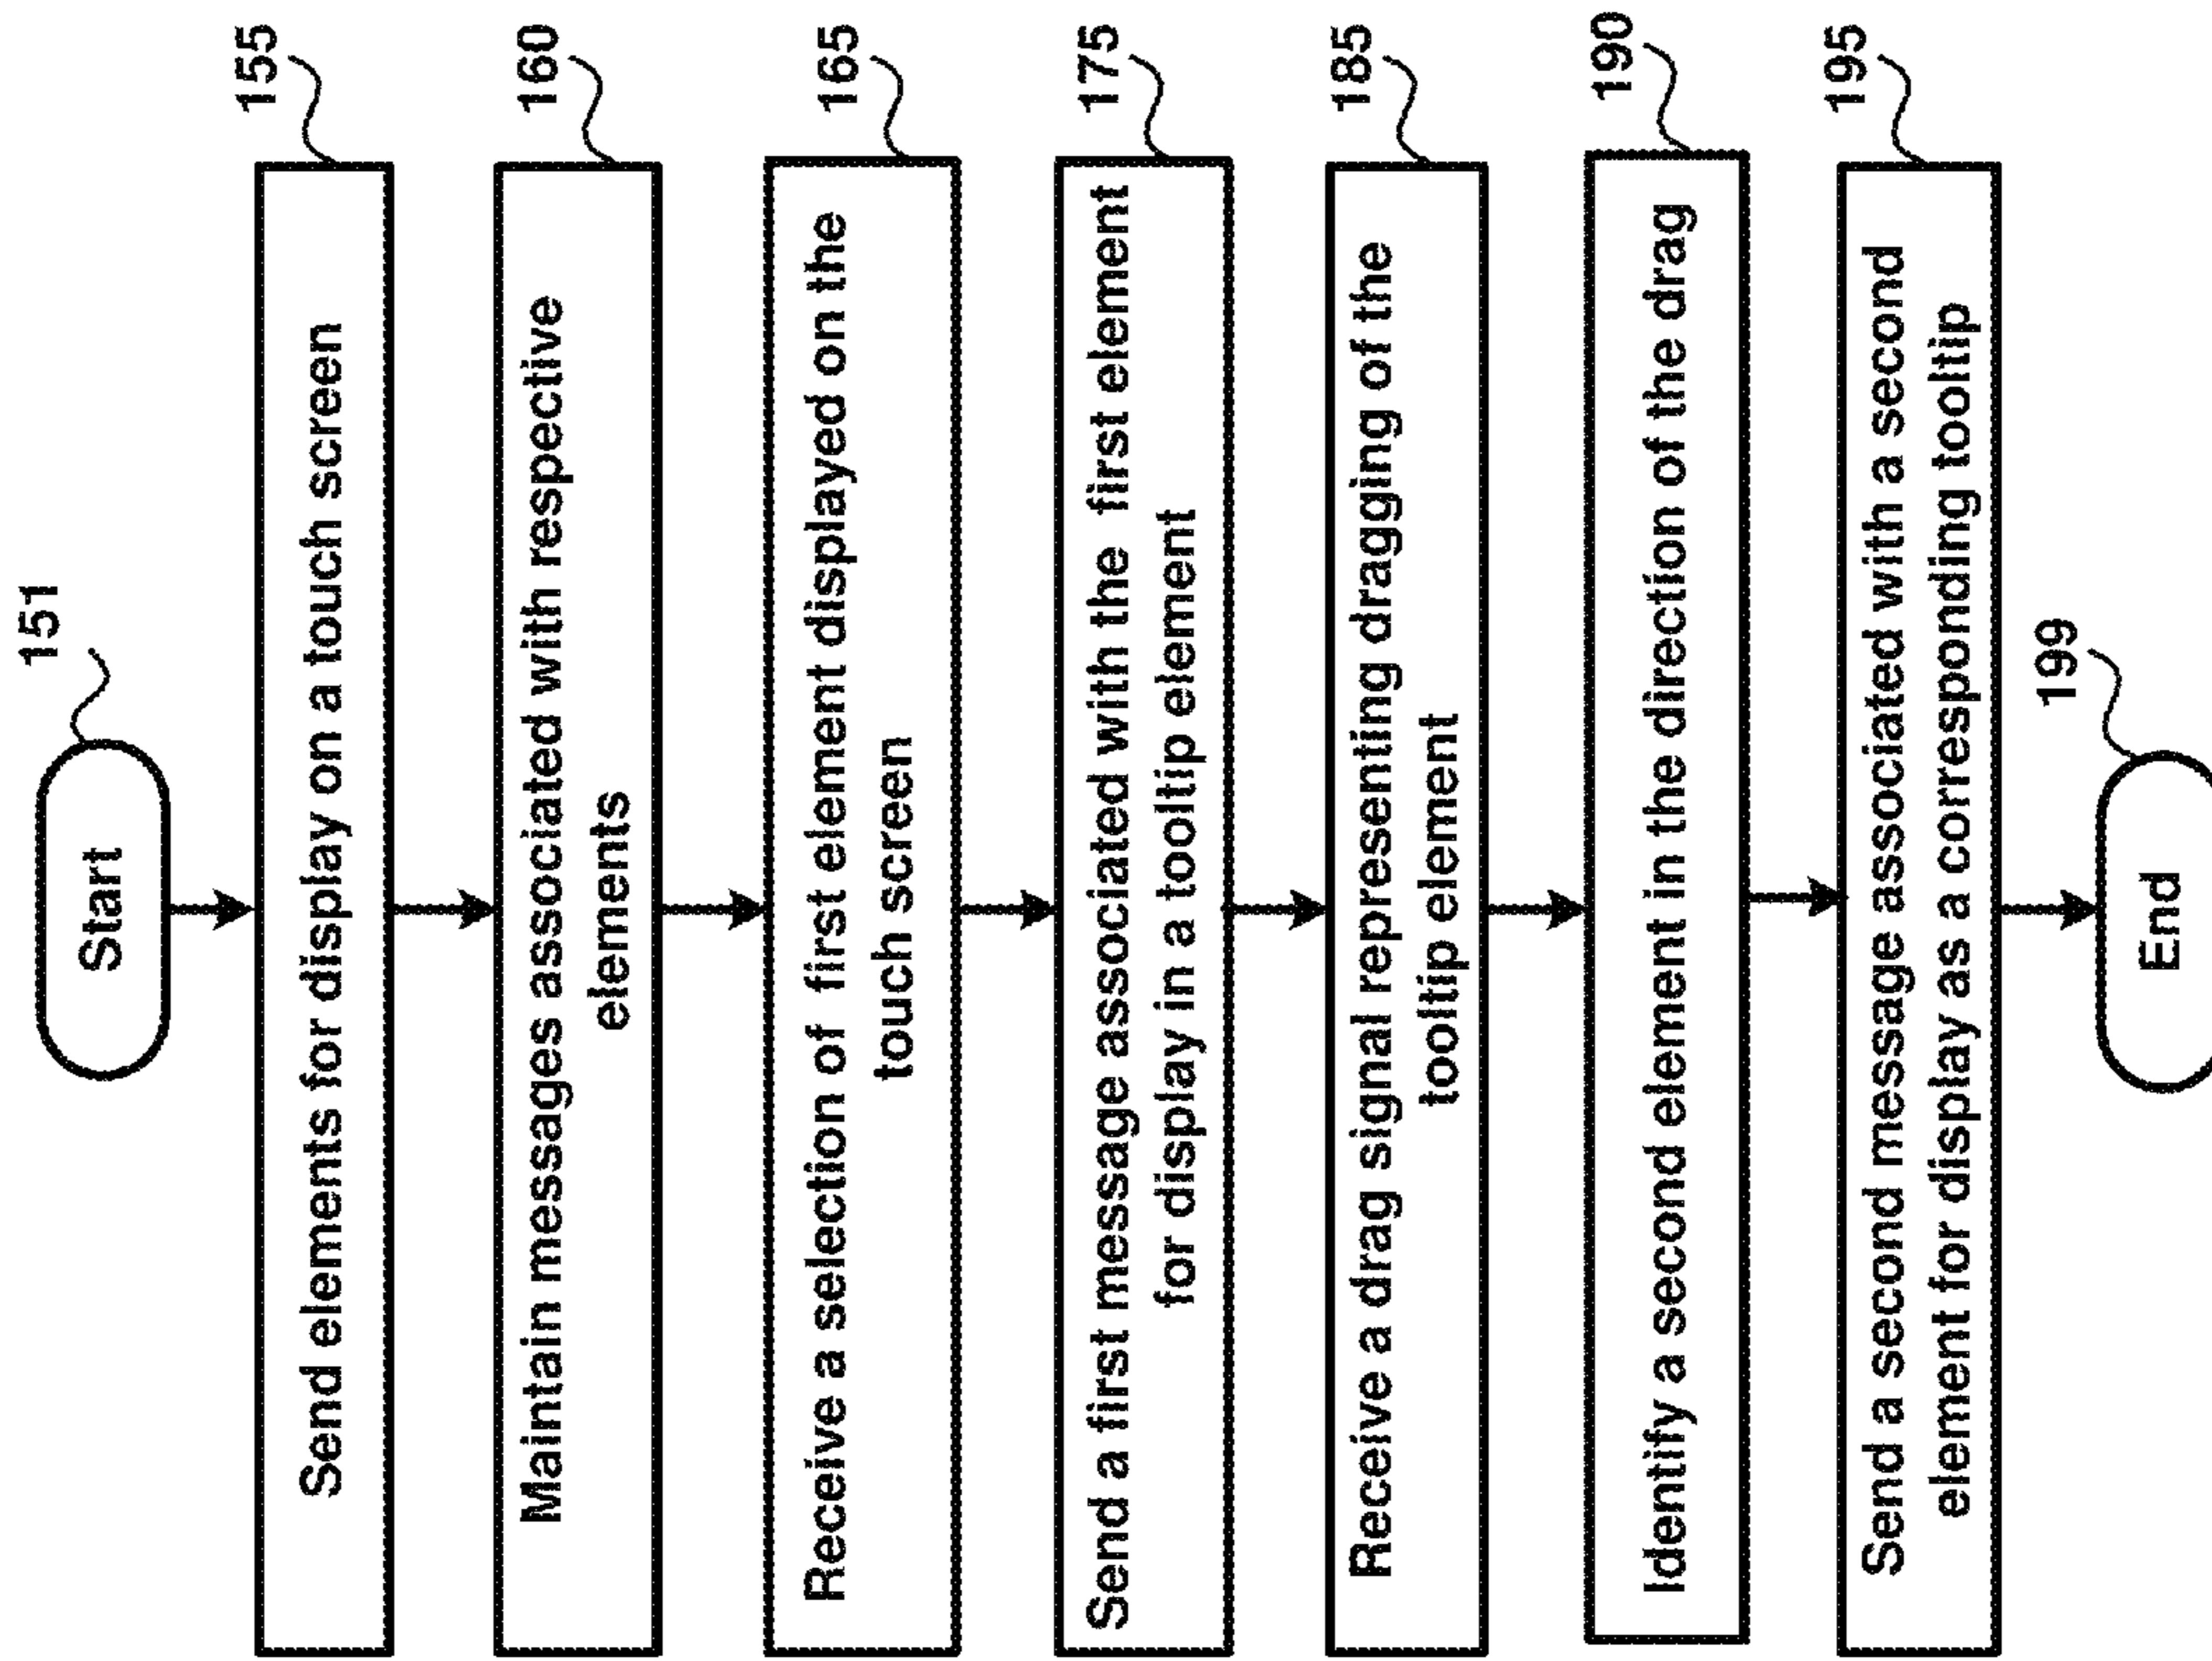 151
Start
155
Send elements for display on a touch screen
160
Maintain messages associated with respective
elements
165
Receive a selection of first element displayed on the
touch screen
175
Send a first message associated with the first element
for display in a tooltip element
185
Receive a drag signal representing dragging of the
tooltip element
190
Identify a second element in the direction of the drag
195
Send a second message associated with a second
element for display as a corresponding tooltip
199
End